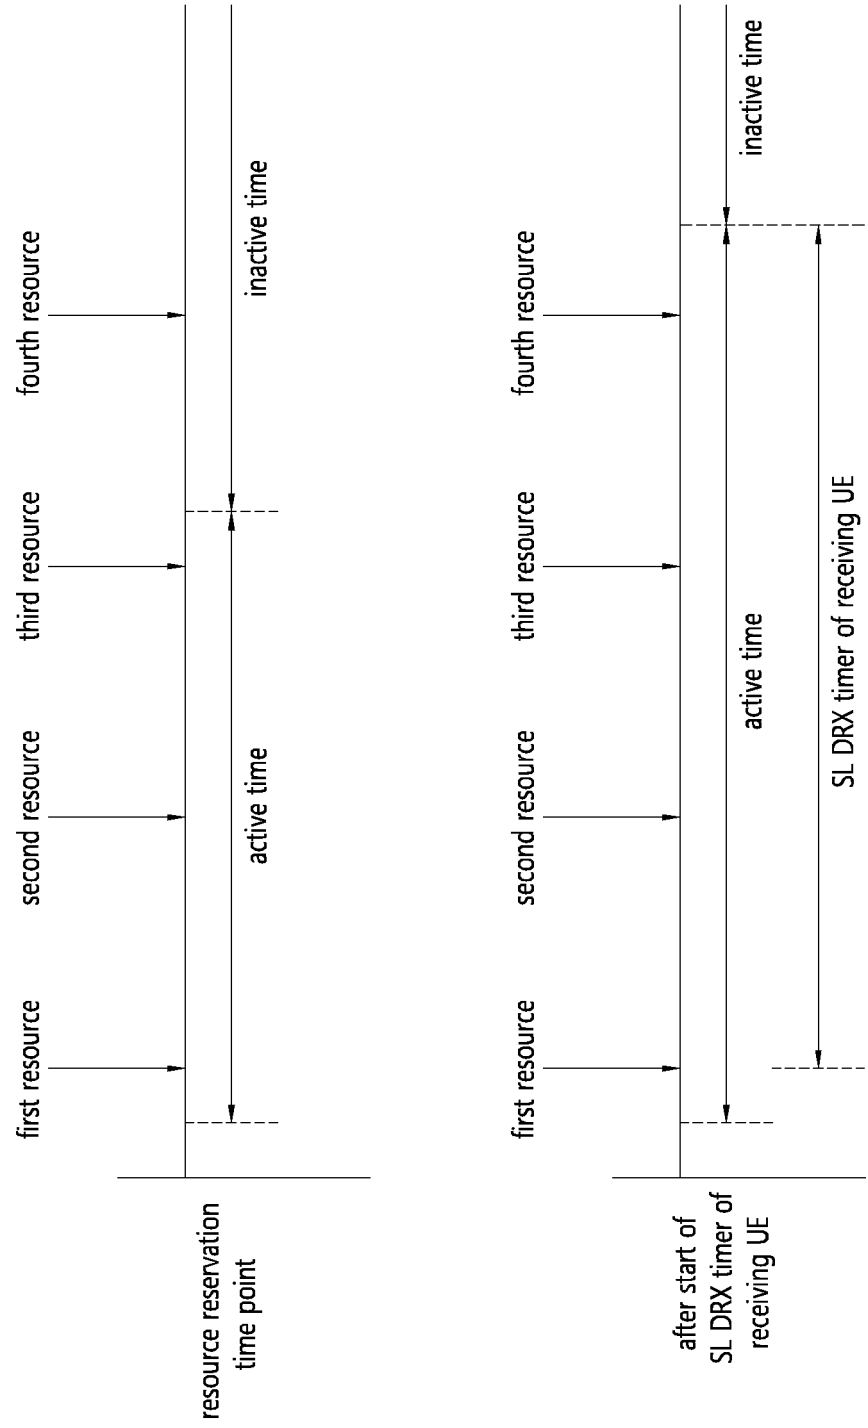 first resource
second resource
third resource
fourth resource
resource reservation
time point
active time
inactive time
first resource
second resource
third resource
fourth resource
after start of
SL DRX timer of
receiving UE
active time
inactive time
SL DRX timer of receiving UE